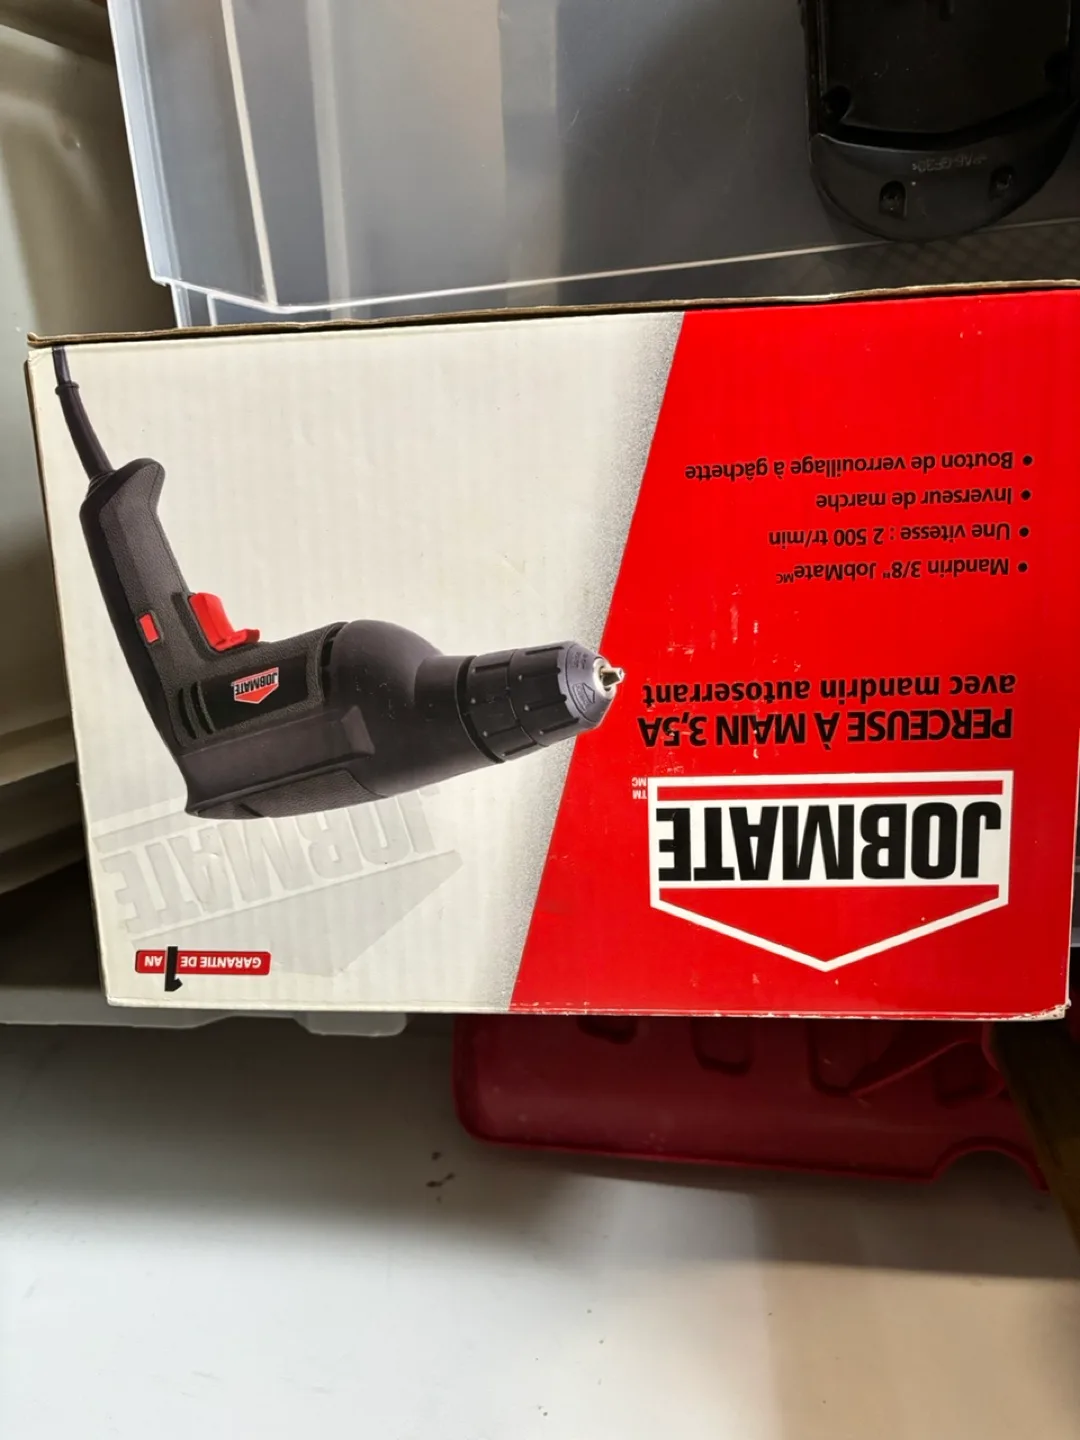 JOBMATE
TM
MC
PERCEUSE À MAIN 3,5A
avec mandrin autoserrant
• Mandrin 3/8" JobMateMC
• Une vitesse : 2 500 tr/min
• Inverseur de marche
• Bouton de verrouillage à gâchette
GARANTIE DE 1 AN
JOBMATE
JOBMATE